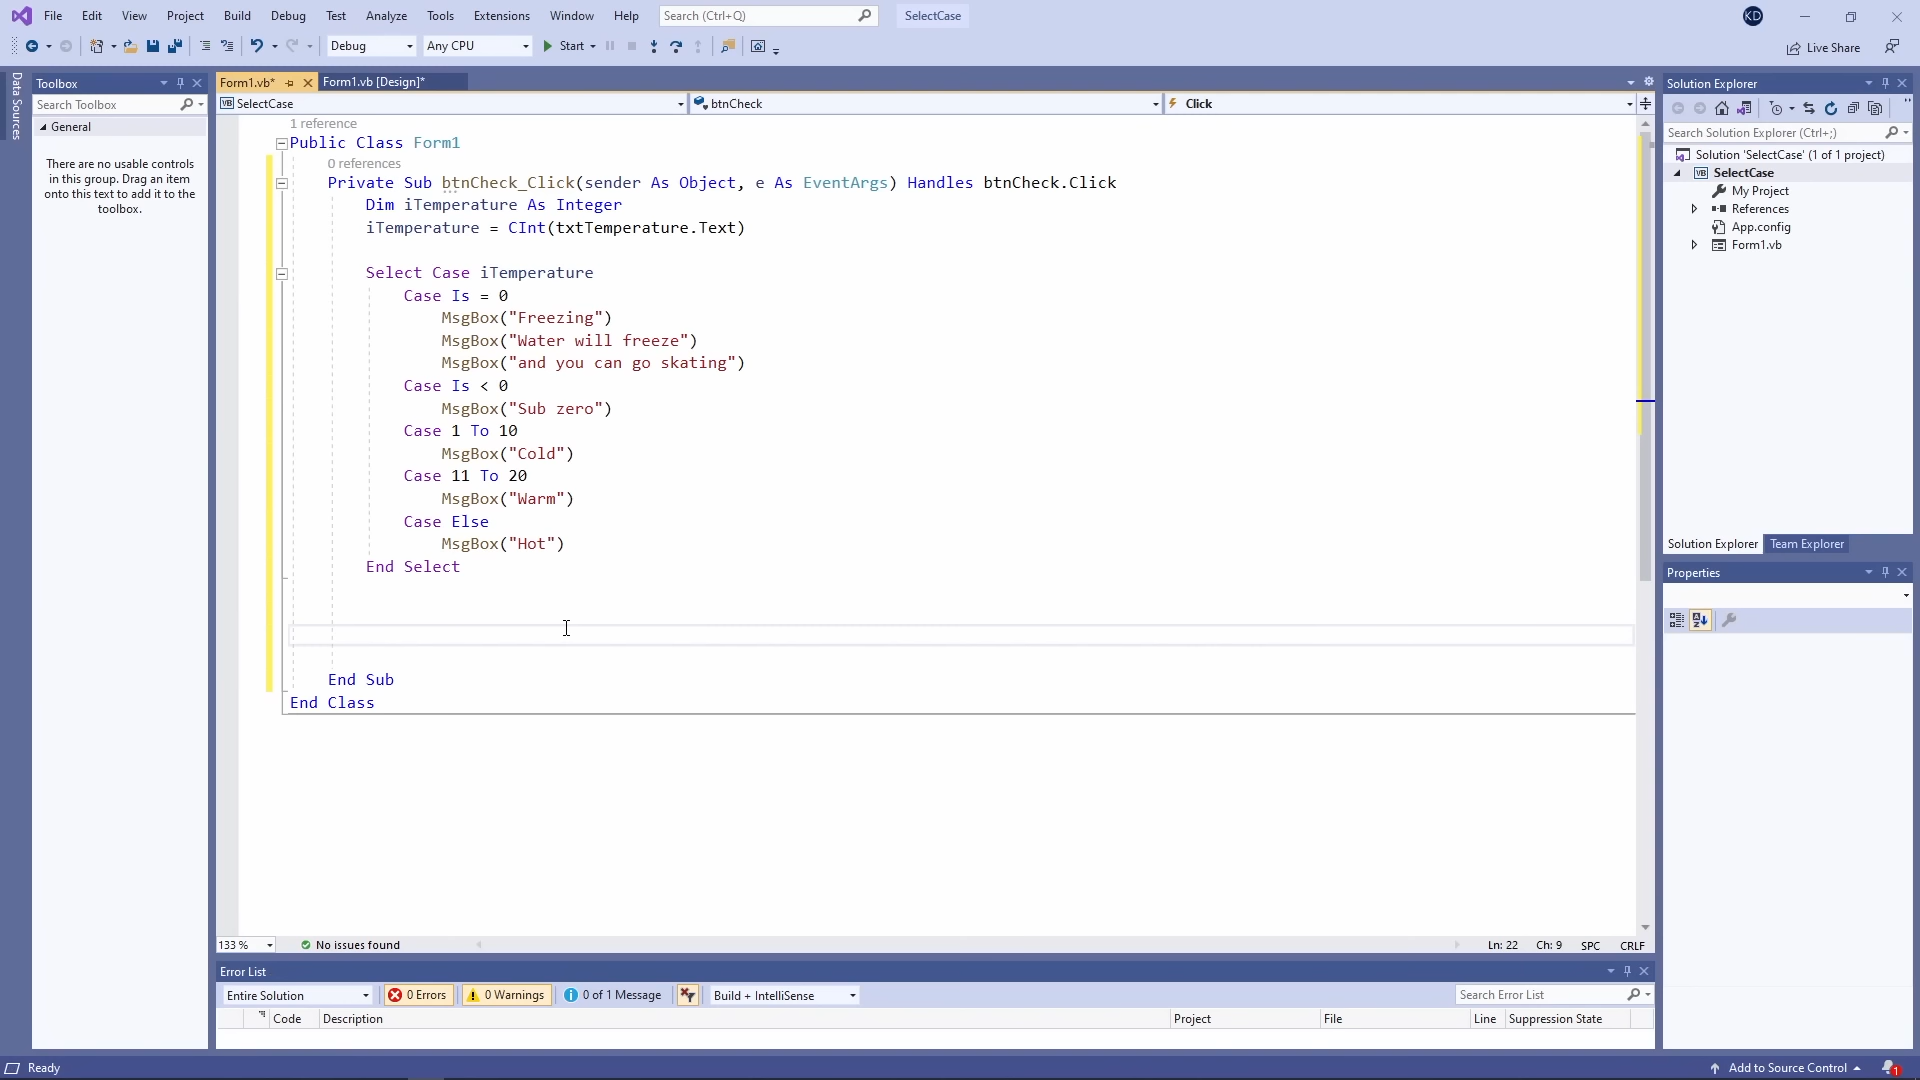 File Edit View Project Build Debug Test Analyze Tools Extensions Window Help Search (Ctrl+Q) SelectCase KD
Debug Any CPU Start Live Share
Data Sources
Toolbox
Search Toolbox
General
There are no usable controls
in this group. Drag an item
onto this text to add it to the
toolbox.
Form1.vb* Form1.vb [Design]*
VB SelectCase btnCheck Click
1 reference
Public Class Form1
0 references
Private Sub btnCheck_Click(sender As Object, e As EventArgs) Handles btnCheck.Click
Dim iTemperature As Integer
iTemperature = CInt(txtTemperature.Text)
Select Case iTemperature
Case Is = 0
MsgBox("Freezing")
MsgBox("Water will freeze")
MsgBox("and you can go skating")
Case Is < 0
MsgBox("Sub zero")
Case 1 To 10
MsgBox("Cold")
Case 11 To 20
MsgBox("Warm")
Case Else
MsgBox("Hot")
End Select
End Sub
End Class
133 % No issues found Ln: 22 Ch: 9 SPC CRLF
Error List
Entire Solution 0 Errors 0 Warnings 0 of 1 Message Build + IntelliSense Search Error List
Code Description Project File Line Suppression State
Solution Explorer
Search Solution Explorer (Ctrl+;)
Solution 'SelectCase' (1 of 1 project)
VB SelectCase
My Project
References
App.config
Form1.vb
Solution Explorer Team Explorer
Properties
Ready Add to Source Control 1